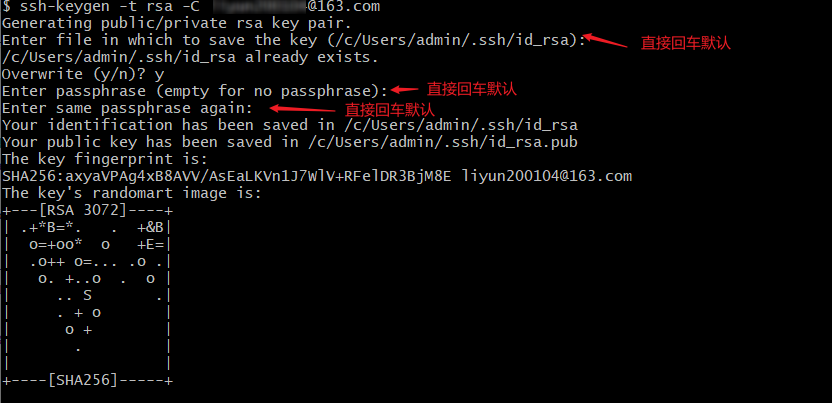 $ ssh-keygen -t rsa -C @163.com
Generating public/private rsa key pair.
Enter file in which to save the key (/c/Users/admin/.ssh/id_rsa): 直接回车默认
/c/Users/admin/.ssh/id_rsa already exists.
Overwrite (y/n)? y
Enter passphrase (empty for no passphrase): 直接回车默认
Enter same passphrase again: 直接回车默认
Your identification has been saved in /c/Users/admin/.ssh/id_rsa
Your public key has been saved in /c/Users/admin/.ssh/id_rsa.pub
The key fingerprint is:
SHA256:axyaVPAg4xB8AVV/AsEaLKVn1J7WlV+RFelDR3BjM8E liyun200104@163.com
The key's randomart image is:
+---[RSA 3072]----+
| .+*B=*.   .  +&B|
|  o=+oo*  o   +E=|
|  .o++ o=... .o .|
|   o. +..o  .  o |
|     .. S       .|
|     . + o       |
|      o +        |
|       .         |
|                 |
+----[SHA256]-----+